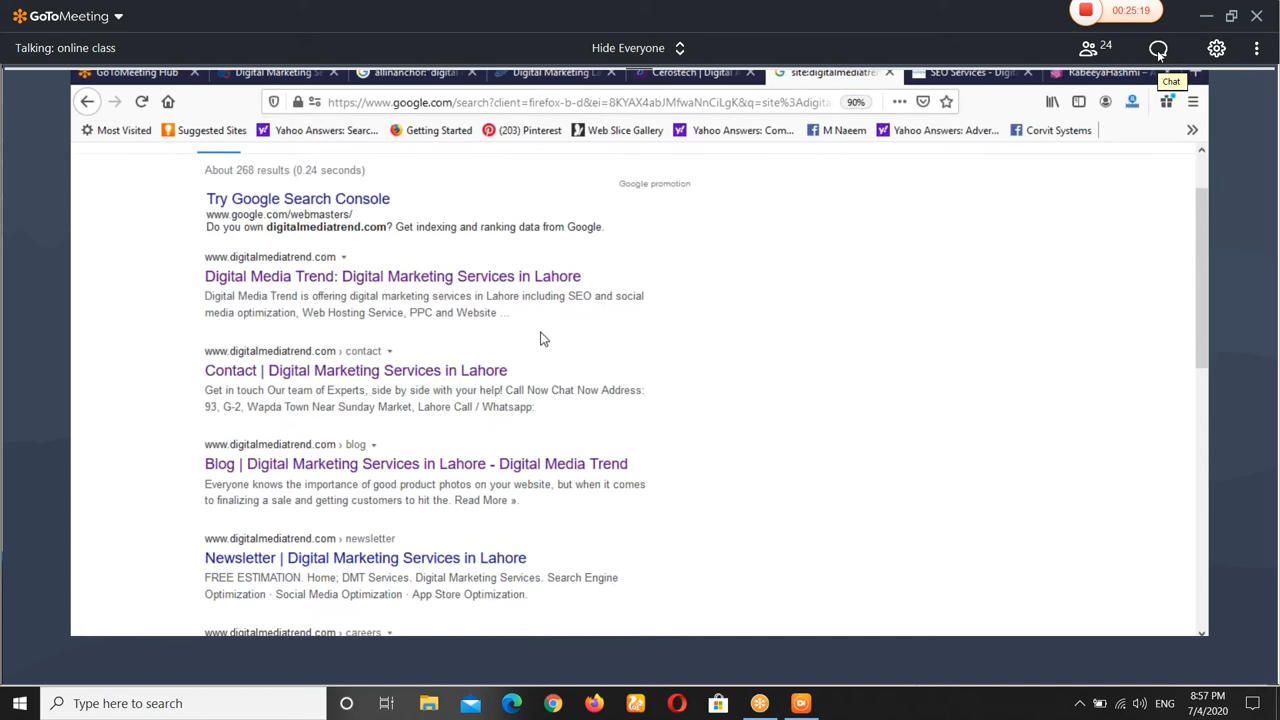 GoToMeeting
00:25:19
Talking: online class
Hide Everyone
24
Chat
GoToMeeting Hub
Digital Marketing S
allinanchor: "digital
Digital Marketing L
Cerostech | Digital A
site:digitalmediatre
SEO Services - Digit
RabeeyaHashmi –
https://www.google.com/search?client=firefox-b-d&ei=8KYAX4abJMfwaNnCiLgK&q=site%3Adigita
90%
Most Visited
Suggested Sites
Yahoo Answers: Searc...
Getting Started
(203) Pinterest
Web Slice Gallery
Yahoo Answers: Com...
M Naeem
Yahoo Answers: Adver...
Corvit Systems
About 268 results (0.24 seconds)
Google promotion
Try Google Search Console
www.google.com/webmasters/
Do you own digitalmediatrend.com? Get indexing and ranking data from Google.
www.digitalmediatrend.com
Digital Media Trend: Digital Marketing Services in Lahore
Digital Media Trend is offering digital marketing services in Lahore including SEO and social
media optimization, Web Hosting Service, PPC and Website ...
www.digitalmediatrend.com › contact
Contact | Digital Marketing Services in Lahore
Get in touch Our team of Experts, side by side with your help! Call Now Chat Now Address:
93, G-2, Wapda Town Near Sunday Market, Lahore Call / Whatsapp:
www.digitalmediatrend.com › blog
Blog | Digital Marketing Services in Lahore - Digital Media Trend
Everyone knows the importance of good product photos on your website, but when it comes
to finalizing a sale and getting customers to hit the. Read More ».
www.digitalmediatrend.com › newsletter
Newsletter | Digital Marketing Services in Lahore
FREE ESTIMATION. Home; DMT Services. Digital Marketing Services. Search Engine
Optimization · Social Media Optimization · App Store Optimization.
www.digitalmediatrend.com › careers
Type here to search
ENG
8:57 PM
7/4/2020